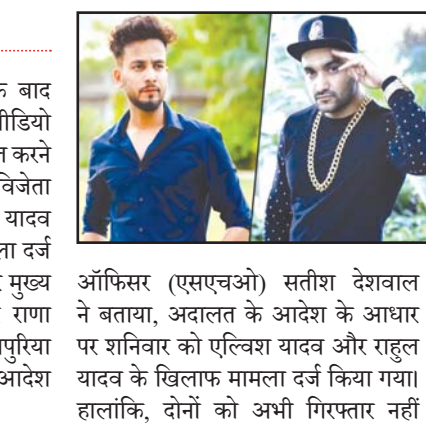 बाद
करने
यादव
दर्ज
मुख्य
राणा
आदेश
ऑफिसर (एसएचओ) सतीश देशवाल
ने बताया, अदालत के आदेश के आधार
पर शनिवार को एल्विश यादव और राहुल
यादव के खिलाफ मामला दर्ज किया गया।
हालांकि, दोनों को अभी गिरफ्तार नहीं